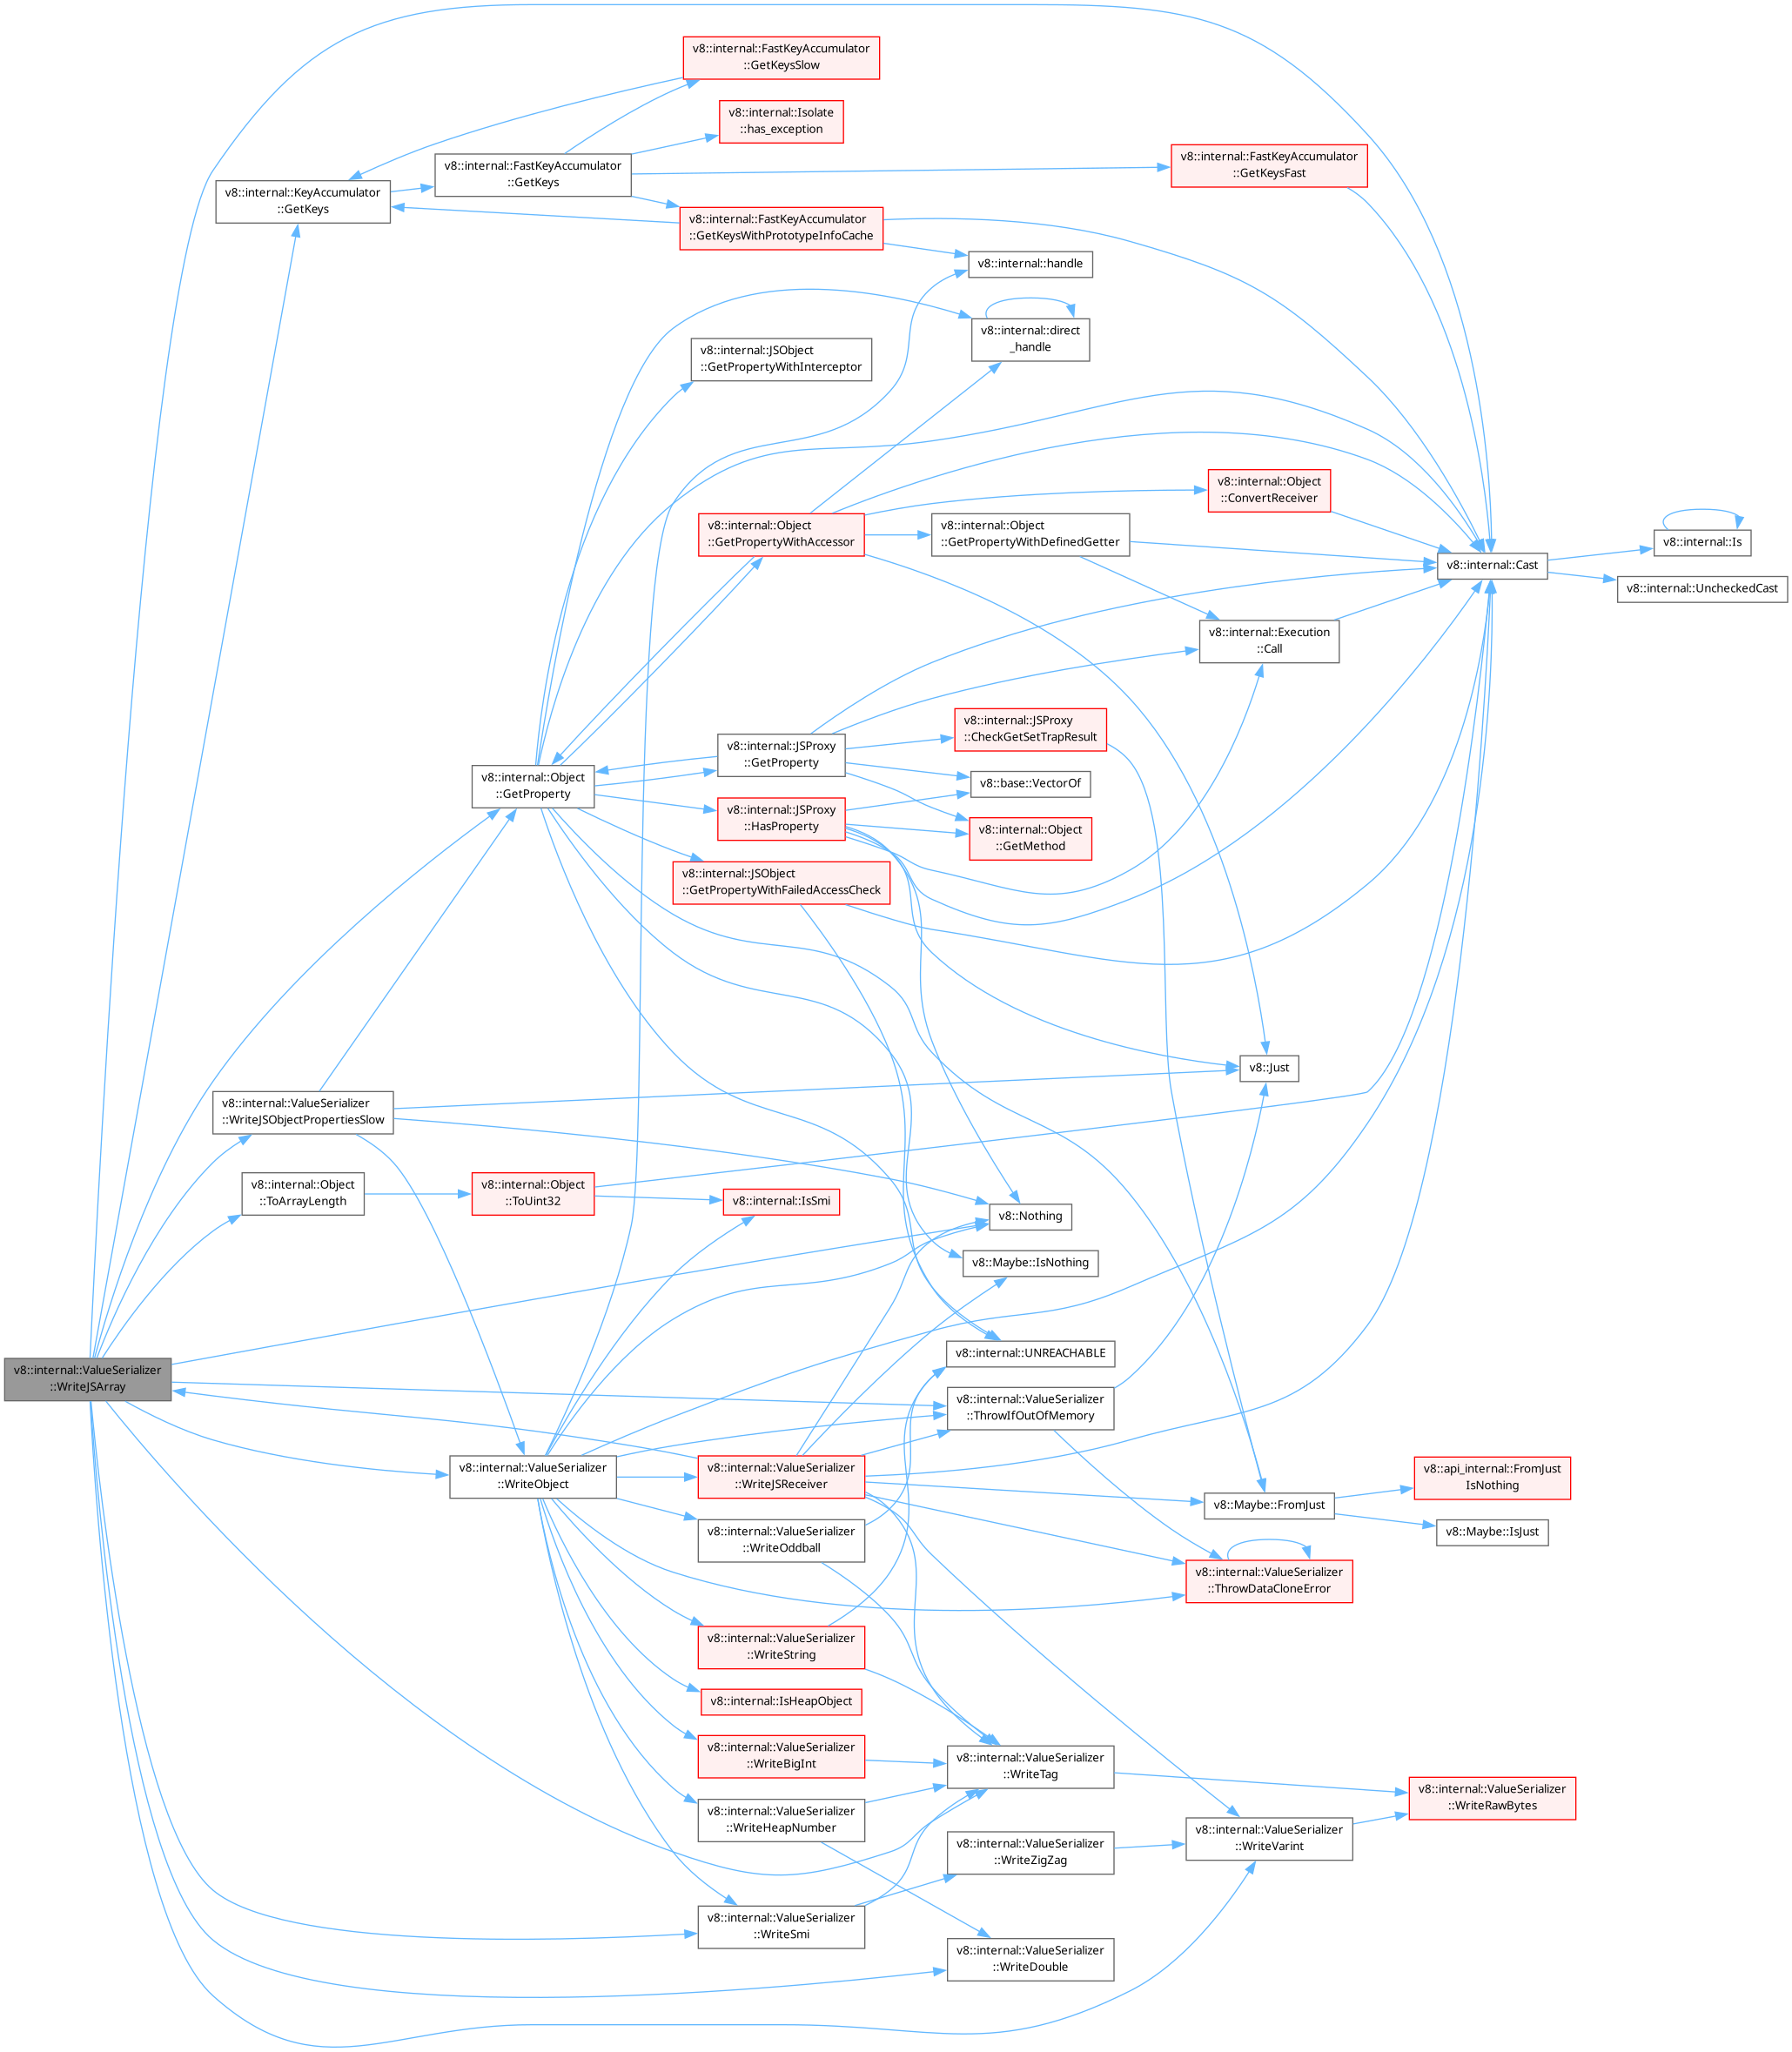 v8::internal::FastKeyAccumulator
::GetKeysSlow
v8::internal::Isolate
::has_exception
v8::internal::FastKeyAccumulator
::GetKeys
v8::internal::FastKeyAccumulator
::GetKeysFast
v8::internal::KeyAccumulator
::GetKeys
v8::internal::FastKeyAccumulator
::GetKeysWithPrototypeInfoCache
v8::internal::handle
v8::internal::direct
_handle
v8::internal::JSObject
::GetPropertyWithInterceptor
v8::internal::Object
::ConvertReceiver
v8::internal::Object
::GetPropertyWithAccessor
v8::internal::Object
::GetPropertyWithDefinedGetter
v8::internal::Is
v8::internal::Cast
v8::internal::UncheckedCast
v8::internal::Execution
::Call
v8::internal::JSProxy
::CheckGetSetTrapResult
v8::internal::JSProxy
::GetProperty
v8::internal::Object
::GetProperty
v8::base::VectorOf
v8::internal::JSProxy
::HasProperty
v8::internal::Object
::GetMethod
v8::internal::JSObject
::GetPropertyWithFailedAccessCheck
v8::Just
v8::internal::ValueSerializer
::WriteJSObjectPropertiesSlow
v8::internal::Object
::ToArrayLength
v8::internal::Object
::ToUint32
v8::internal::IsSmi
v8::Nothing
v8::Maybe::IsNothing
v8::internal::UNREACHABLE
v8::internal::ValueSerializer
::WriteJSArray
v8::internal::ValueSerializer
::ThrowIfOutOfMemory
v8::internal::ValueSerializer
::WriteObject
v8::internal::ValueSerializer
::WriteJSReceiver
v8::api_internal::FromJust
IsNothing
v8::Maybe::FromJust
v8::Maybe::IsJust
v8::internal::ValueSerializer
::WriteOddball
v8::internal::ValueSerializer
::ThrowDataCloneError
v8::internal::ValueSerializer
::WriteString
v8::internal::IsHeapObject
v8::internal::ValueSerializer
::WriteBigInt
v8::internal::ValueSerializer
::WriteTag
v8::internal::ValueSerializer
::WriteRawBytes
v8::internal::ValueSerializer
::WriteHeapNumber
v8::internal::ValueSerializer
::WriteVarint
v8::internal::ValueSerializer
::WriteZigZag
v8::internal::ValueSerializer
::WriteSmi
v8::internal::ValueSerializer
::WriteDouble